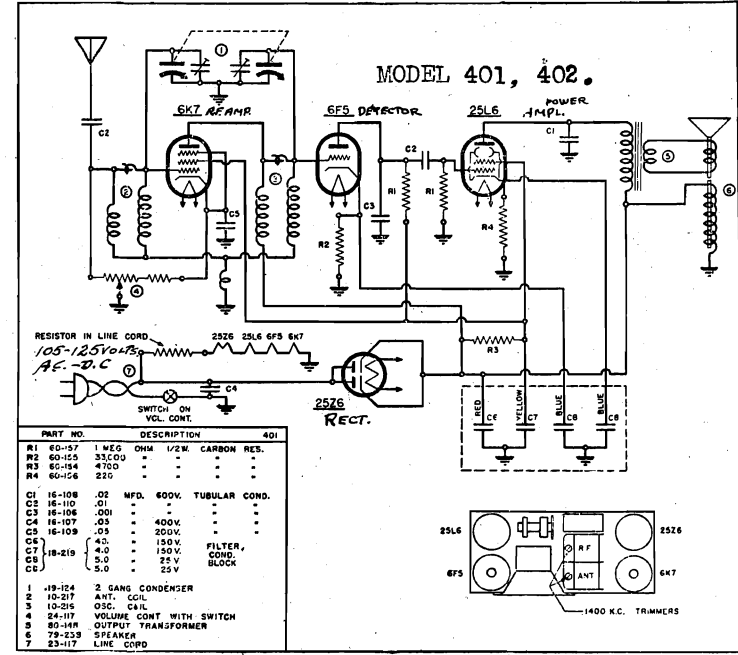 MODEL 401, 402.
1
6K7 R.F. AMP.
6F5 DETECTOR
25L6 POWER AMPL.
C2
C2
C1
2
3
5
6
C5
C3
R1
R1
R2
R4
4
RESISTOR IN LINE CORD
105-125 VOLTS
A.C.-D.C
7
25Z6 25L6 6F5 6K7
R3
C4
SWITCH ON
VOL. CONT.
25Z6
RECT.
RED
YELLOW
BLUE
BLUE
C6
C7
C8
C8
PART NO. DESCRIPTION 401
R1 60-157 1 MEG OHM 1/2 W. CARBON RES.
R2 60-155 33,000 " " " "
R3 60-154 4700 " " " "
R4 60-156 220 " " " "
C1 16-108 .02 MFD. 600V. TUBULAR COND.
C2 16-110 .01 " " " "
C3 16-106 .001 " " " "
C4 16-107 .05 " 400V. " "
C5 16-109 .05 " 200V. " "
C6 40. " 150V.
C7 18-219 4.0 " 150V. FILTER,
C8 5.0 " 25V COND.
C8 5.0 " 25V BLOCK
1 19-124 2 GANG CONDENSER
2 10-217 ANT. COIL
3 10-215 OSC. COIL
4 24-117 VOLUME CONT WITH SWITCH
5 80-148 OUTPUT TRANSFORMER
6 79-239 SPEAKER
7 23-117 LINE CORD
25L6
25Z6
R F
6F5
ANT
6K7
1400 K.C. TRIMMERS